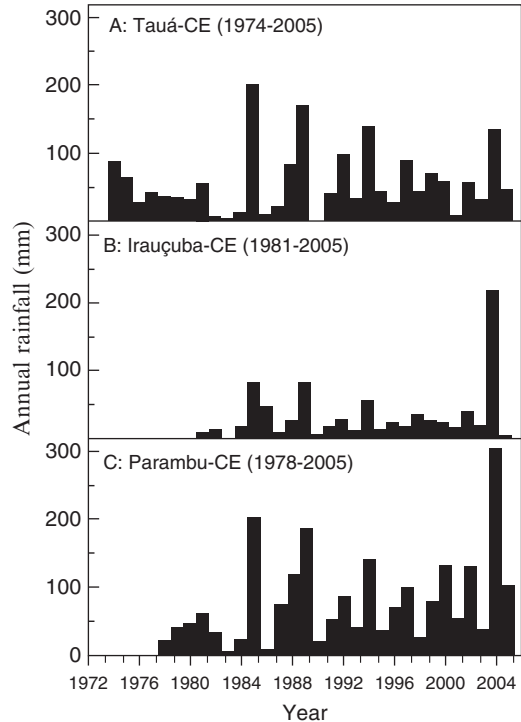 300
A: Tauá-CE (1974-2005)
200
100
300
B: Irauçuba-CE (1981-2005)
200
100
300
C: Parambu-CE (1978-2005)
200
100
0
Annual rainfall (mm)
1972 1976 1980 1984 1988 1992 1996 2000 2004
Year